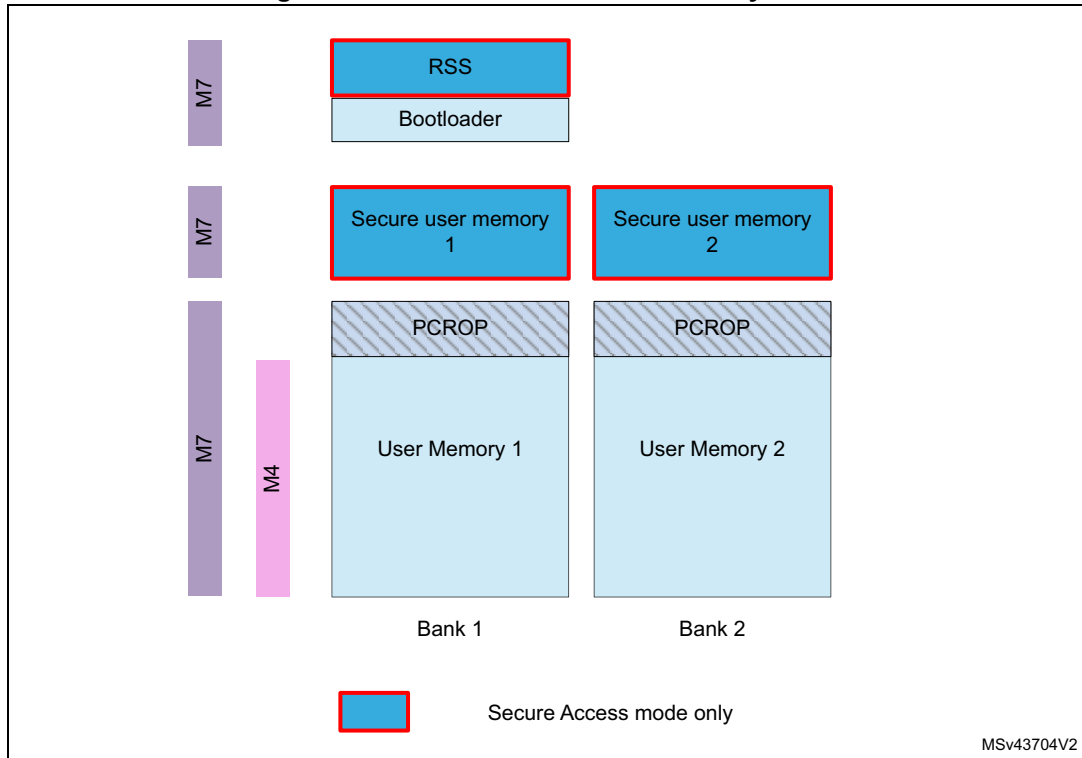 M7
RSS
Bootloader
M7
Secure user memory
1
Secure user memory
2
M7
M4
PCROP
PCROP
User Memory 1
User Memory 2
Bank 1
Bank 2
Secure Access mode only
MSv43704V2